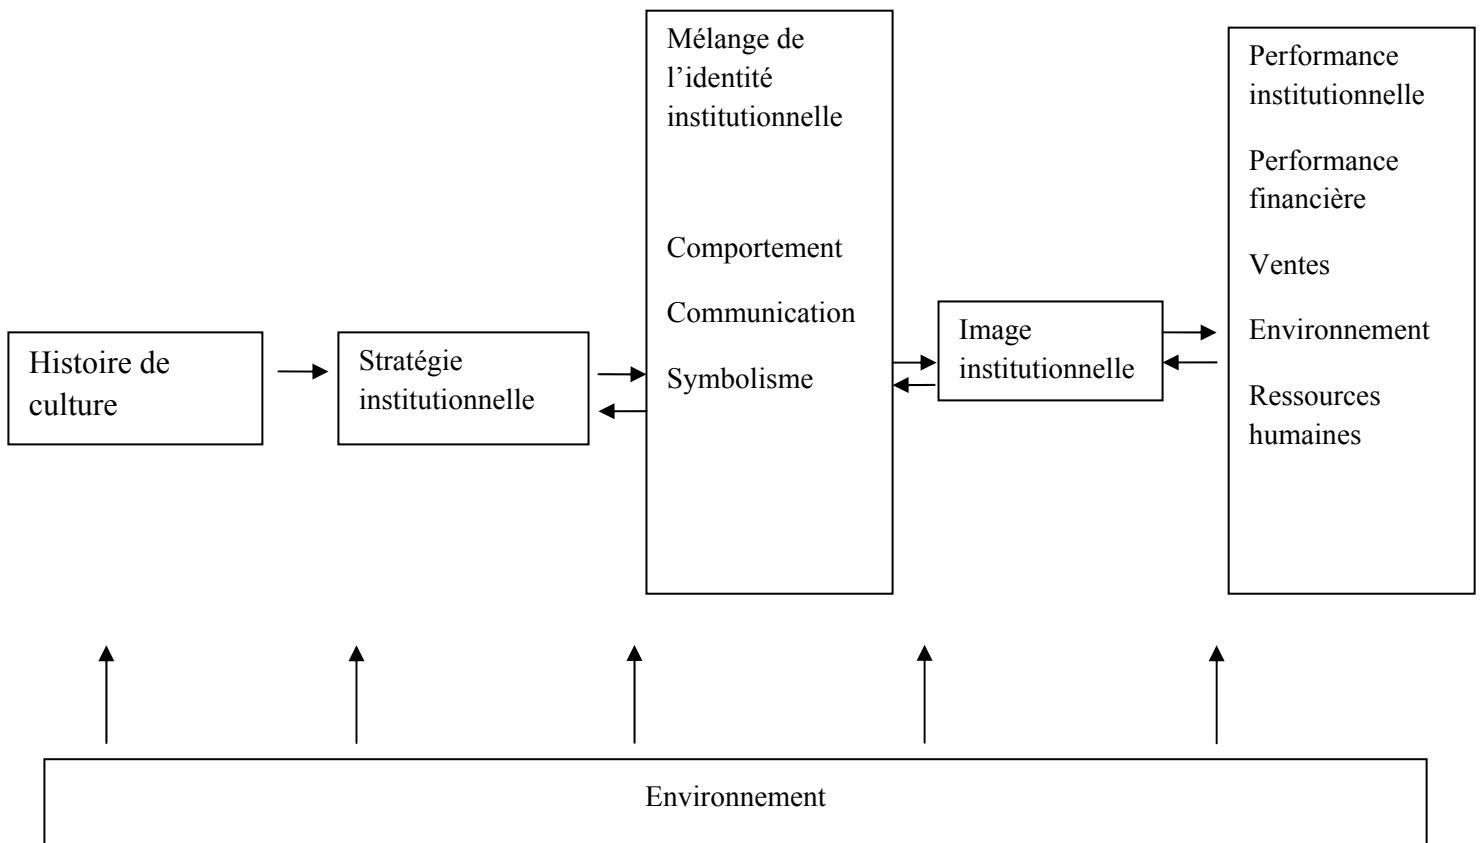 Histoire de
culture
Stratégie
institutionnelle
Mélange de
l’identité
institutionnelle
Comportement
Communication
Symbolisme
Image
institutionnelle
Performance
institutionnelle
Performance
financière
Ventes
Environnement
Ressources
humaines
Environnement